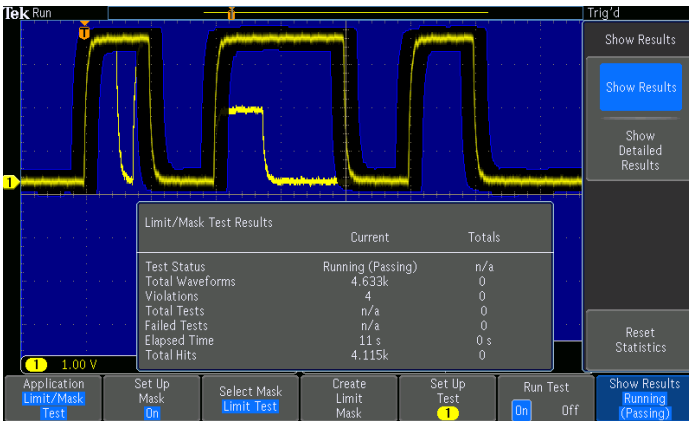 Tek Run
Trig'd
T
T
Show Results
Show Results
Show
Detailed
Results
1
Limit/Mask Test Results
Current Totals
Test Status Running (Passing) n/a
Total Waveforms 4.633k 0
Violations 4 0
Total Tests n/a 0
Failed Tests n/a 0
Elapsed Time 11 s 0 s
Total Hits 4.115k 0
Reset
Statistics
1 1.00 V
Application
Limit/Mask
Test
Set Up
Mask
On
Select Mask
Limit Test
Create
Limit
Mask
Set Up
Test
1
Run Test
On Off
Show Results
Running
(Passing)